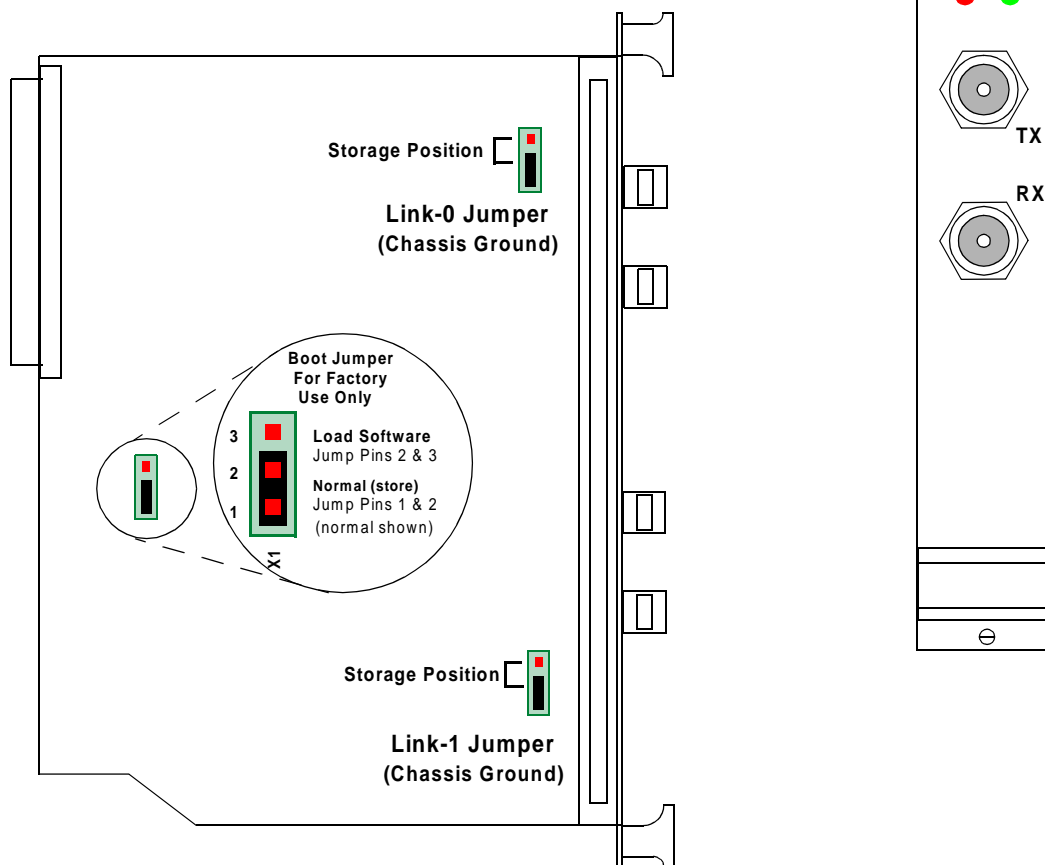 TX
Storage Position
RX
Link-0 Jumper
(Chassis Ground)
Boot Jumper
For Factory
Use Only
3
Load Software
Jump Pins 2 & 3
2
Normal (store)
1
Jump Pins 1 & 2
(normal shown)
X1
Storage Position
Link-1 Jumper
(Chassis Ground)